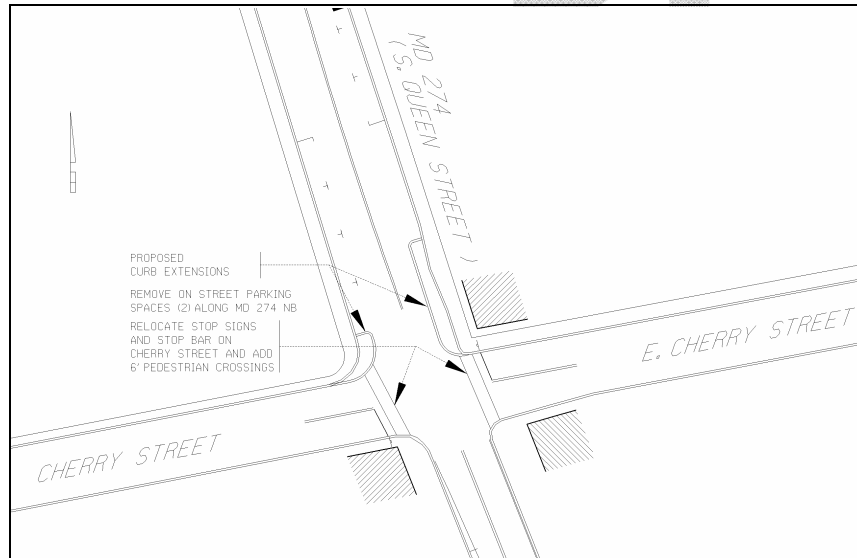 MD 274
(S. QUEEN STREET )
PROPOSED
CURB EXTENSIONS
REMOVE ON STREET PARKING
SPACES (2) ALONG MD 274 NB
RELOCATE STOP SIGNS
AND STOP BAR ON
CHERRY STREET AND ADD
6' PEDESTRIAN CROSSINGS
E. CHERRY STREET
CHERRY STREET